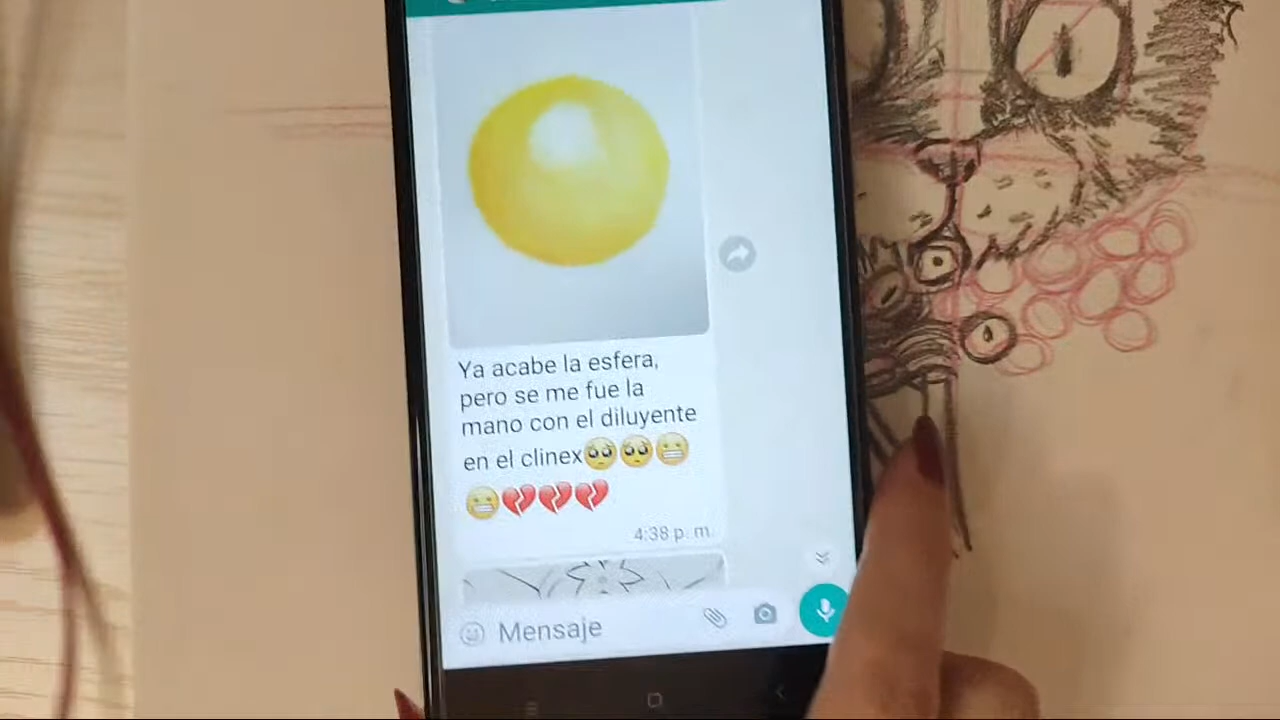 Ya acabe la esfera,
pero se me fue la
mano con el diluyente
en el clinex🥺🥺😬
😬💔💔💔
4:38 p. m.
Mensaje